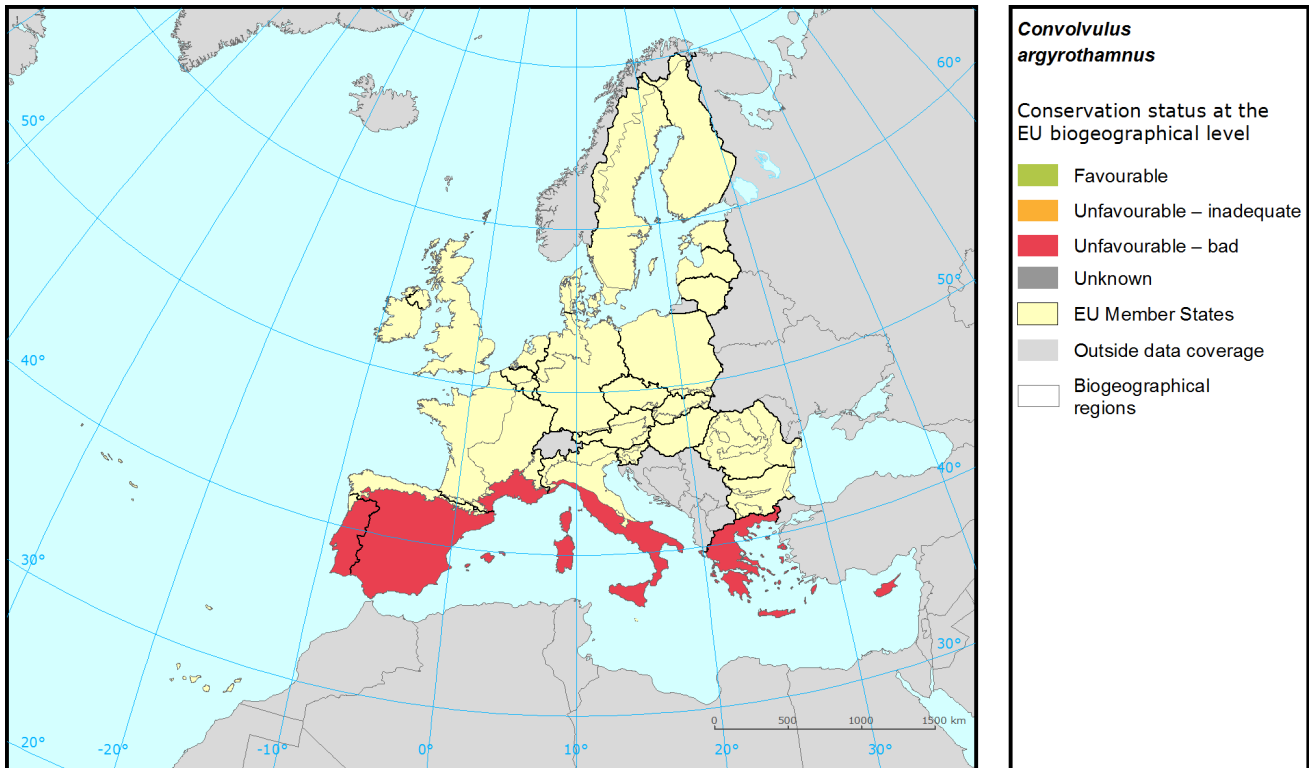 60°
50°
50°
40°
40°
30°
30°
20°
-20°
-10°
0°
10°
20°
30°
0
500
1000
1500 km
Convolvulus
argyrothamnus
Conservation status at the
EU biogeographical level
Favourable
Unfavourable – inadequate
Unfavourable – bad
Unknown
EU Member States
Outside data coverage
Biogeographical
regions